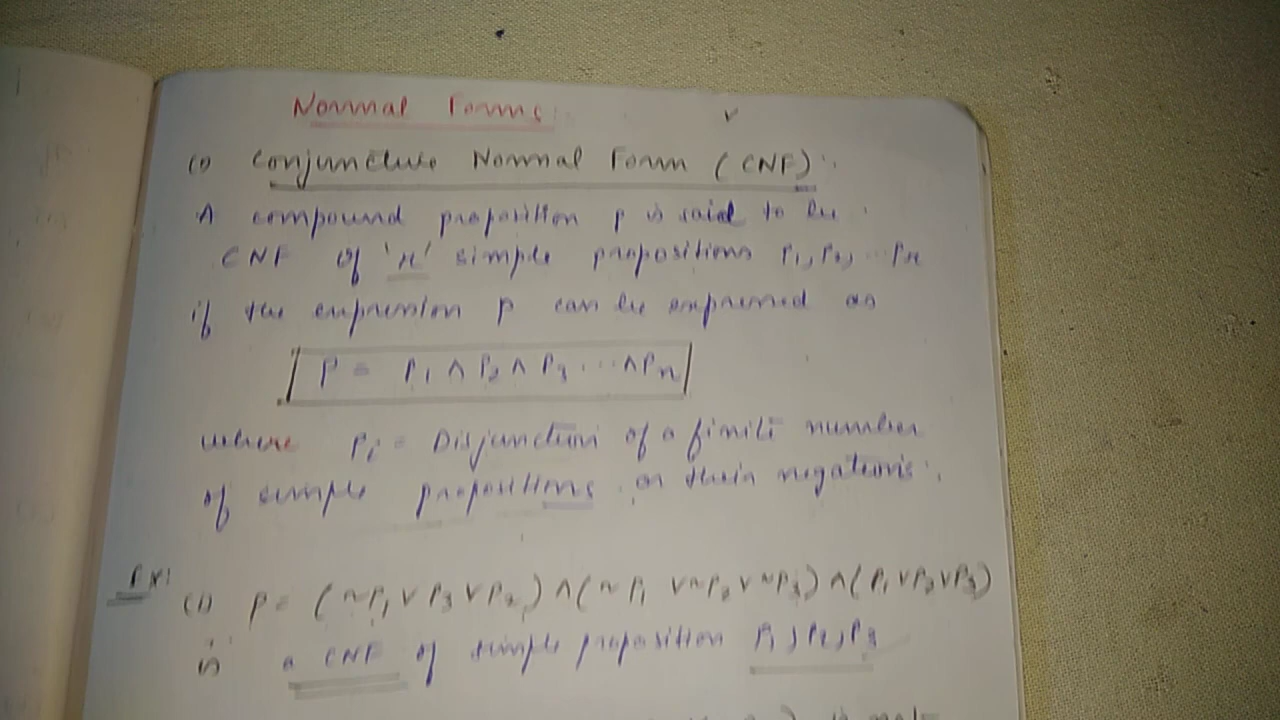 Normal Forms:
(1) Conjunctive Normal Form (CNF):
A compound proposition p is said to be
CNF of 'n' simple propositions P1, P2, ... Pn
if the expression p can be expressed as
P = P1 ∧ P2 ∧ P3 ... ∧ Pn
where Pi = Disjunction of a finite number
of simple propositions or their negations.
Ex:
(1) P = (~P1 ∨ P3 ∨ P2) ∧ (~P1 ∨ ~P2 ∨ ~P3) ∧ (P1 ∨ P2 ∨ P3)
is a CNF of simple proposition P1, P2, P3